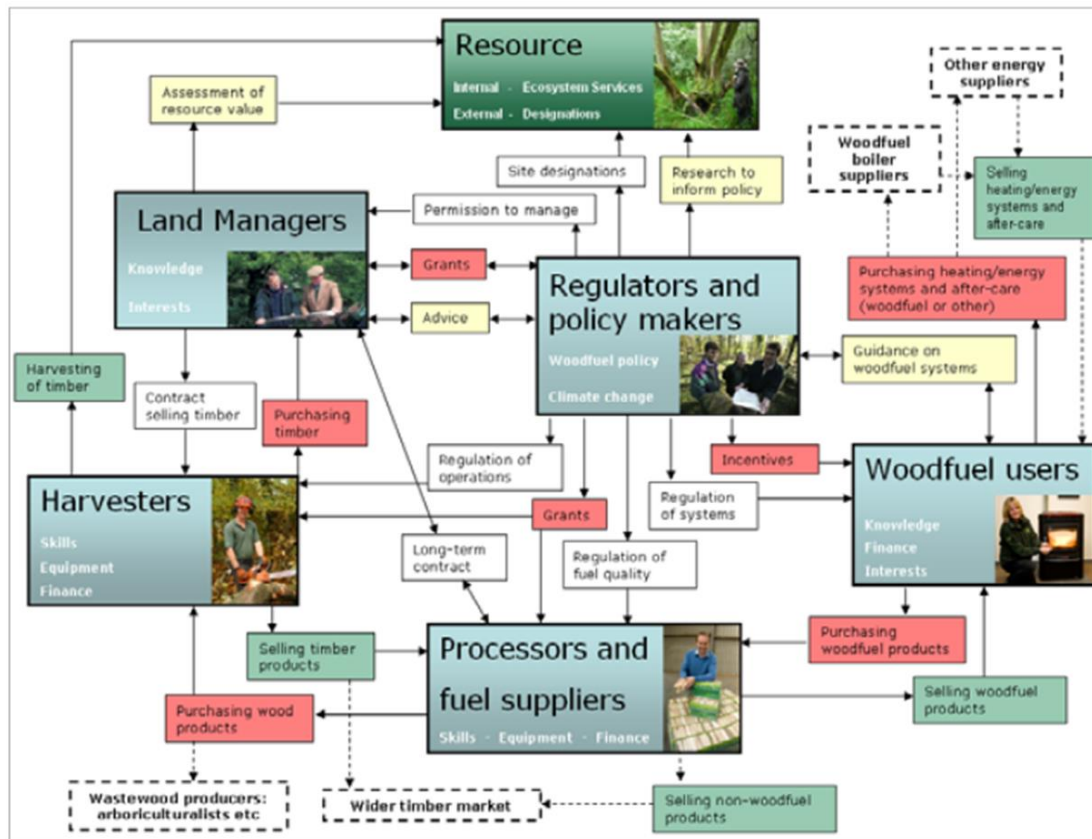 Resource
Internal - Ecosystem Services
External - Designations
Other energy
suppliers
Assessment of
resource value
Woodfuel
boiler
suppliers
Site designations
Research to
inform policy
Selling
heating/energy
systems and
after-care
Land Managers
Knowledge
Interests
Permission to manage
Grants
Advice
Regulators and
policy makers
Woodfuel policy
Climate change
Purchasing heating/energy
systems and after-care
(woodfuel or other)
Guidance on
woodfuel systems
Harvesting
of timber
Contract
selling timber
Purchasing
timber
Regulation of
operations
Incentives
Woodfuel users
Knowledge
Finance
Interests
Harvesters
Skills
Equipment
Finance
Grants
Regulation
of systems
Long-term
contract
Regulation of
fuel quality
Selling timber
products
Processors and
fuel suppliers
Skills - Equipment - Finance
Purchasing
woodfuel products
Selling woodfuel
products
Purchasing wood
products
Wastewood producers:
arboriculturalists etc
Wider timber market
Selling non-woodfuel
products